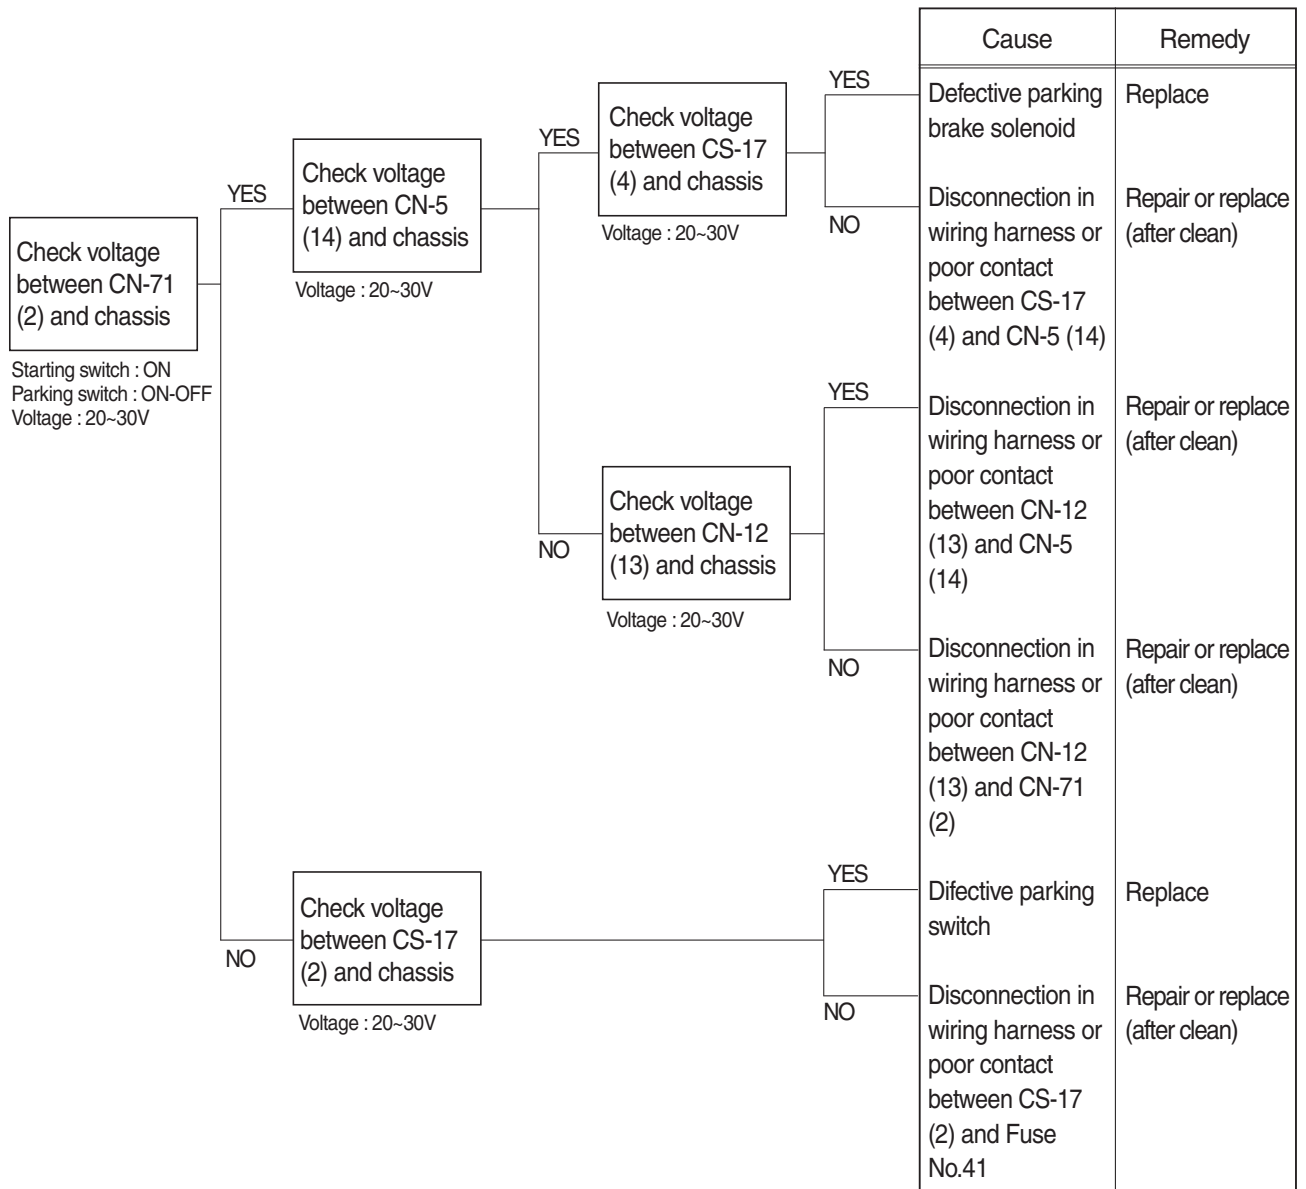 Cause
Remedy
Check voltage
between CN-71
(2) and chassis
Starting switch : ON
Parking switch : ON-OFF
Voltage : 20~30V
YES
Check voltage
between CN-5
(14) and chassis
Voltage : 20~30V
YES
Check voltage
between CS-17
(4) and chassis
Voltage : 20~30V
YES
Defective parking
brake solenoid
Replace
NO
Disconnection in
wiring harness or
poor contact
between CS-17
(4) and CN-5 (14)
Repair or replace
(after clean)
NO
Check voltage
between CN-12
(13) and chassis
Voltage : 20~30V
YES
Disconnection in
wiring harness or
poor contact
between CN-12
(13) and CN-5
(14)
Repair or replace
(after clean)
NO
Disconnection in
wiring harness or
poor contact
between CN-12
(13) and CN-71
(2)
Repair or replace
(after clean)
NO
Check voltage
between CS-17
(2) and chassis
Voltage : 20~30V
YES
Difective parking
switch
Replace
NO
Disconnection in
wiring harness or
poor contact
between CS-17
(2) and Fuse
No.41
Repair or replace
(after clean)